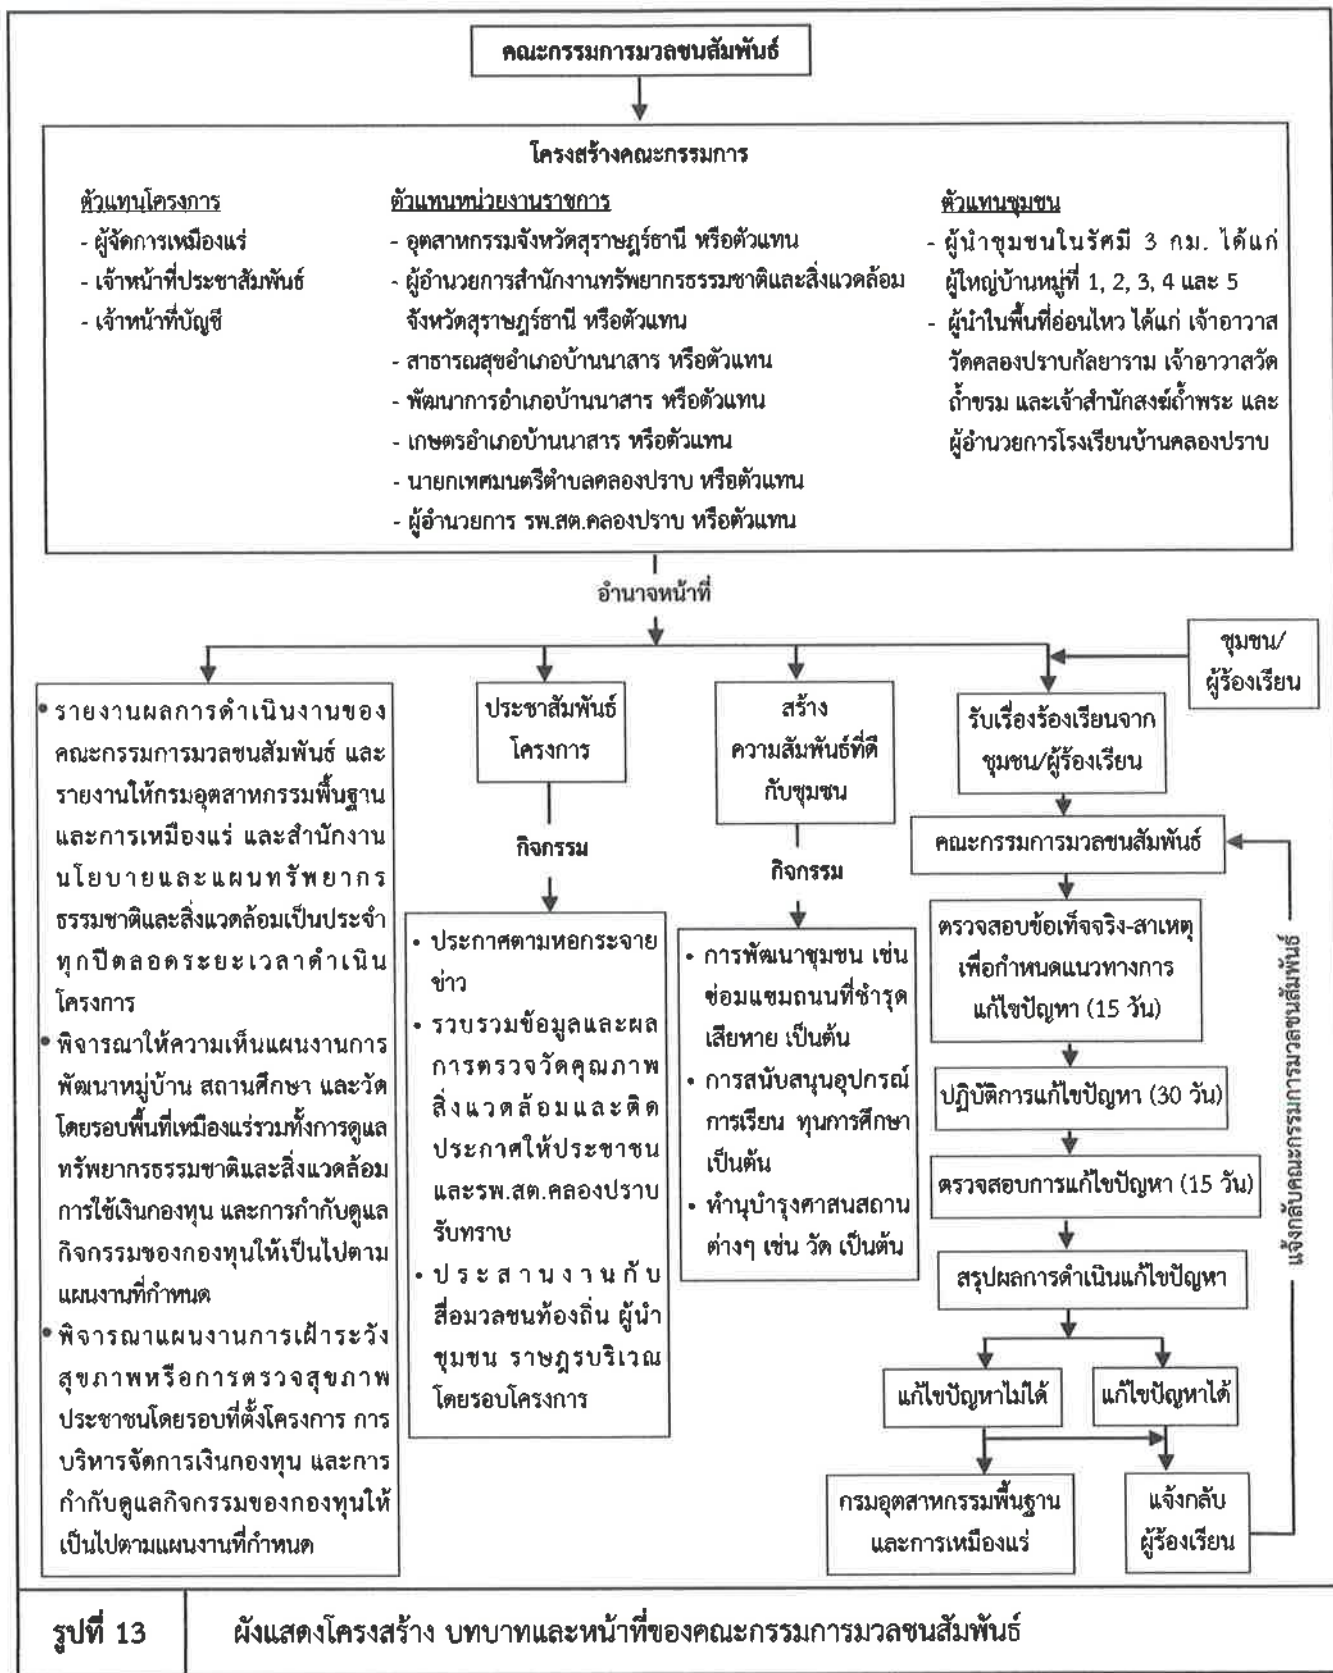 คณะกรรมการมวลชนสัมพันธ์
โครงสร้างคณะกรรมการ
ตัวแทนโครงการ
- ผู้จัดการเหมืองแร่
- เจ้าหน้าที่ประชาสัมพันธ์
- เจ้าหน้าที่บัญชี
ตัวแทนหน่วยงานราชการ
- อุตสาหกรรมจังหวัดสุราษฎร์ธานี หรือตัวแทน
- ผู้อำนวยการสำนักงานทรัพยากรธรรมชาติและสิ่งแวดล้อม
จังหวัดสุราษฎร์ธานี หรือตัวแทน
- สาธารณสุขอำเภอบ้านนาสาร หรือตัวแทน
- พัฒนาการอำเภอบ้านนาสาร หรือตัวแทน
- เกษตรอำเภอบ้านนาสาร หรือตัวแทน
- นายกเทศมนตรีตำบลคลองปราบ หรือตัวแทน
- ผู้อำนวยการ รพ.สต.คลองปราบ หรือตัวแทน
ตัวแทนชุมชน
- ผู้นำชุมชนในรัศมี 3 กม. ได้แก่
ผู้ใหญ่บ้านหมู่ที่ 1, 2, 3, 4 และ 5
- ผู้นำในพื้นที่อ่อนไหว ได้แก่ เจ้าอาวาส
วัดคลองปราบกัลยาราม เจ้าอาวาสวัด
ถ้ำขรม และเจ้าสำนักสงฆ์ถ้ำพระ และ
ผู้อำนวยการโรงเรียนบ้านคลองปราบ
อำนาจหน้าที่
• รายงานผลการดำเนินงานของ
คณะกรรมการมวลชนสัมพันธ์ และ
รายงานให้กรมอุตสาหกรรมพื้นฐาน
และการเหมืองแร่ และสำนักงาน
นโยบายและแผนทรัพยากร
ธรรมชาติและสิ่งแวดล้อมเป็นประจำ
ทุกปีตลอดระยะเวลาดำเนิน
โครงการ
• พิจารณาให้ความเห็นแผนงานการ
พัฒนาหมู่บ้าน สถานศึกษา และวัด
โดยรอบพื้นที่เหมืองแร่รวมทั้งการดูแล
ทรัพยากรธรรมชาติและสิ่งแวดล้อม
การใช้เงินกองทุน และการกำกับดูแล
กิจกรรมของกองทุนให้เป็นไปตาม
แผนงานที่กำหนด
• พิจารณาแผนงานการเฝ้าระวัง
สุขภาพหรือการตรวจสุขภาพ
ประชาชนโดยรอบที่ตั้งโครงการ การ
บริหารจัดการเงินกองทุน และการ
กำกับดูแลกิจกรรมของกองทุนให้
เป็นไปตามแผนงานที่กำหนด
ประชาสัมพันธ์
โครงการ
กิจกรรม
• ประกาศตามหอกระจาย
ข่าว
• รวบรวมข้อมูลและผล
การตรวจวัดคุณภาพ
สิ่งแวดล้อมและติด
ประกาศให้ประชาชน
และรพ.สต.คลองปราบ
รับทราบ
• ประสานงานกับ
สื่อมวลชนท้องถิ่น ผู้นำ
ชุมชน ราษฎรบริเวณ
โดยรอบโครงการ
สร้าง
ความสัมพันธ์ที่ดี
กับชุมชน
กิจกรรม
• การพัฒนาชุมชน เช่น
ซ่อมแซมถนนที่ชำรุด
เสียหาย เป็นต้น
• การสนับสนุนอุปกรณ์
การเรียน ทุนการศึกษา
เป็นต้น
• ทำนุบำรุงศาสนสถาน
ต่างๆ เช่น วัด เป็นต้น
ชุมชน/
ผู้ร้องเรียน
รับเรื่องร้องเรียนจาก
ชุมชน/ผู้ร้องเรียน
คณะกรรมการมวลชนสัมพันธ์
ตรวจสอบข้อเท็จจริง-สาเหตุ
เพื่อกำหนดแนวทางการ
แก้ไขปัญหา (15 วัน)
ปฏิบัติการแก้ไขปัญหา (30 วัน)
ตรวจสอบการแก้ไขปัญหา (15 วัน)
สรุปผลการดำเนินแก้ไขปัญหา
แก้ไขปัญหาไม่ได้
แก้ไขปัญหาได้
กรมอุตสาหกรรมพื้นฐาน
และการเหมืองแร่
แจ้งกลับ
ผู้ร้องเรียน
แจ้งกลับคณะกรรมการมวลชนสัมพันธ์
รูปที่ 13
ผังแสดงโครงสร้าง บทบาทและหน้าที่ของคณะกรรมการมวลชนสัมพันธ์